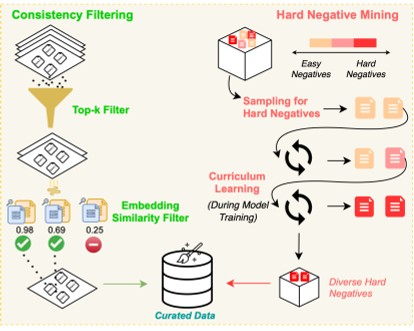 Consistency Filtering
Top-k Filter
Embedding
Similarity Filter
0.98
0.69
0.25
Hard Negative Mining
Easy
Negatives
Hard
Negatives
Sampling for
Hard Negatives
Curriculum
Learning
(During Model
Training)
Diverse Hard
Negatives
Curated Data